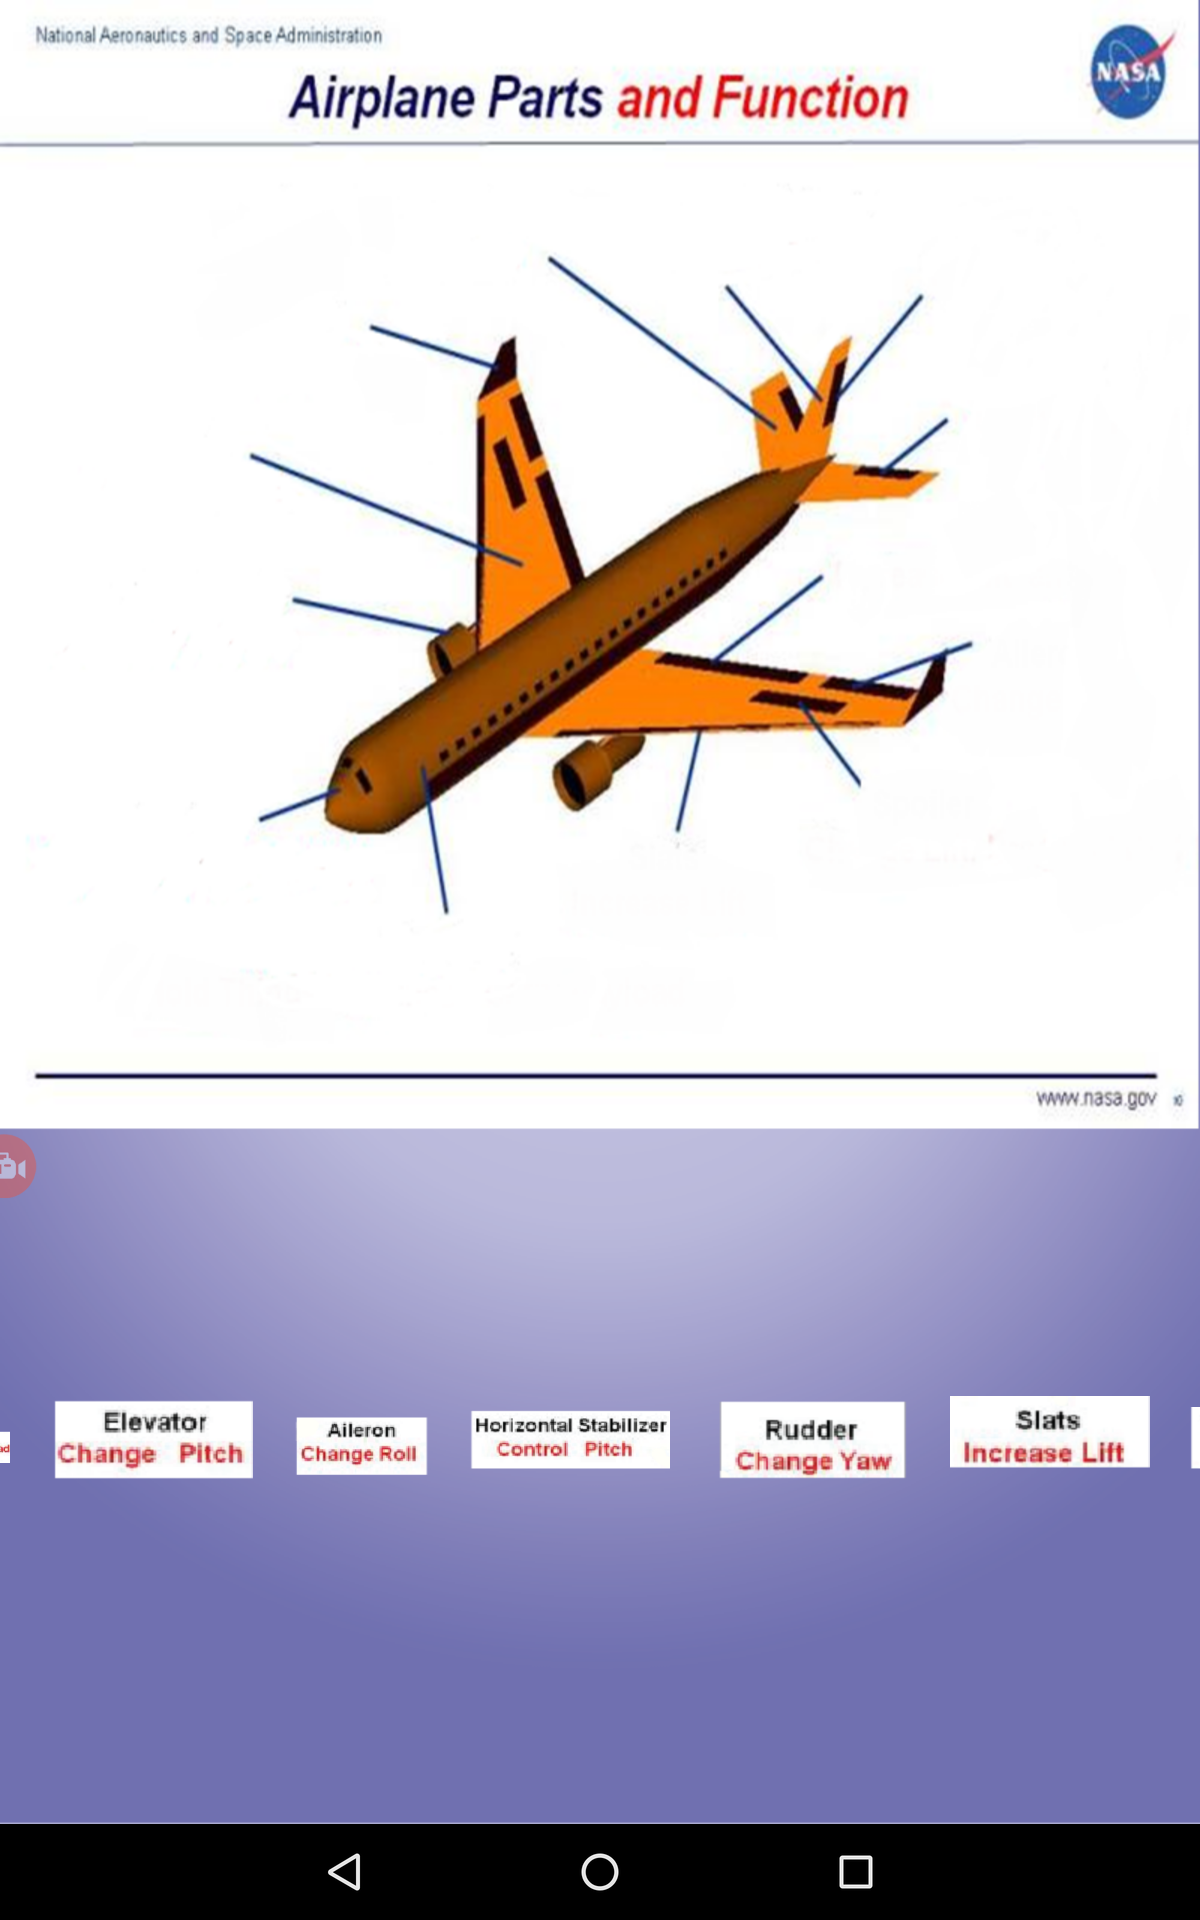 National Aeronautics and Space Administration
NASA
Airplane Parts and Function
www.nasa.gov
Elevator
Change Pitch
Aileron
Change Roll
Horizontal Stabilizer
Control Pitch
Rudder
Change Yaw
Slats
Increase Lift